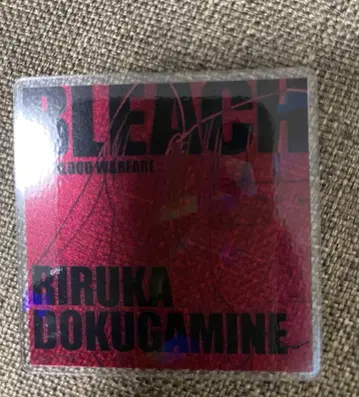 BLEACH
BLOOD WARFARE
RIRUKA
DOKUGAMINE